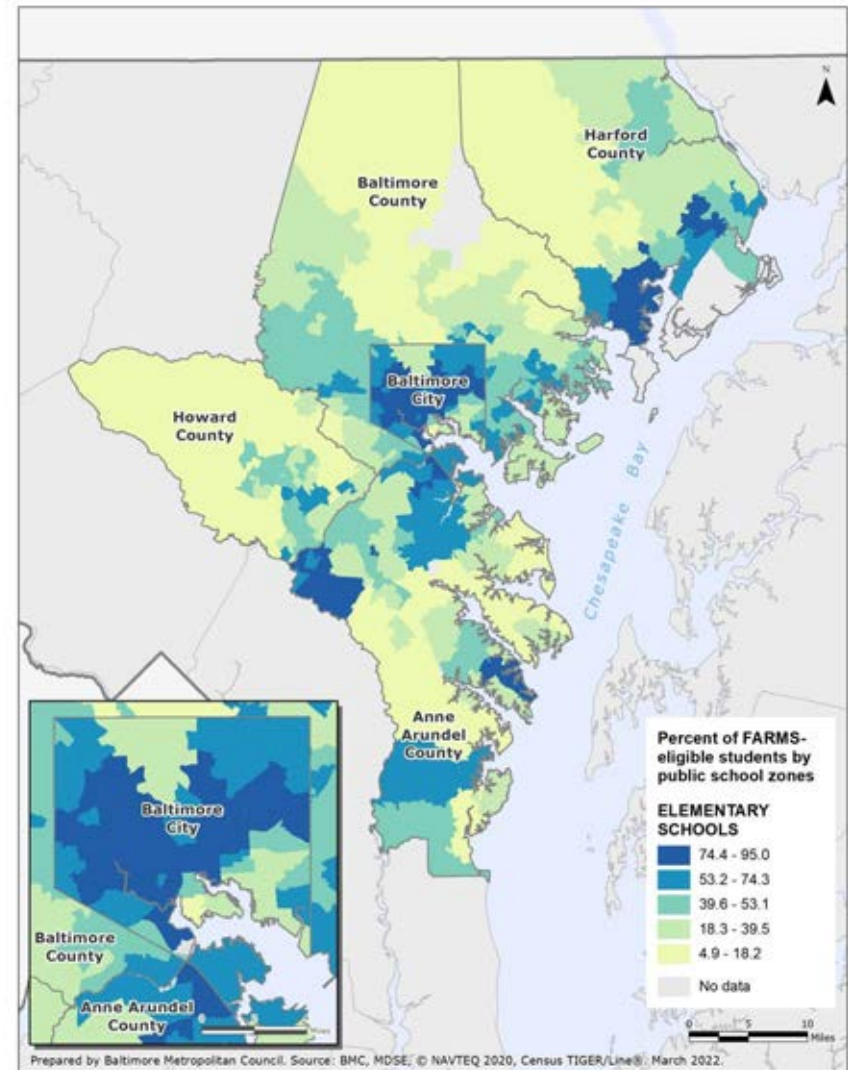 N
Harford
County
Baltimore
County
Baltimore
City
Howard
County
Chesapeake Bay
Anne
Arundel
County
Baltimore
City
Baltimore
County
Anne Arundel
County
0
Miles
Percent of FARMS-
eligible students by
public school zones
ELEMENTARY
SCHOOLS
74.4 - 95.0
53.2 - 74.3
39.6 - 53.1
18.3 - 39.5
4.9 - 18.2
No data
0 5 10
Miles
Prepared by Baltimore Metropolitan Council. Source: BMC, MDSE, © NAVTEQ 2020, Census TIGER/Line®. March 2022.